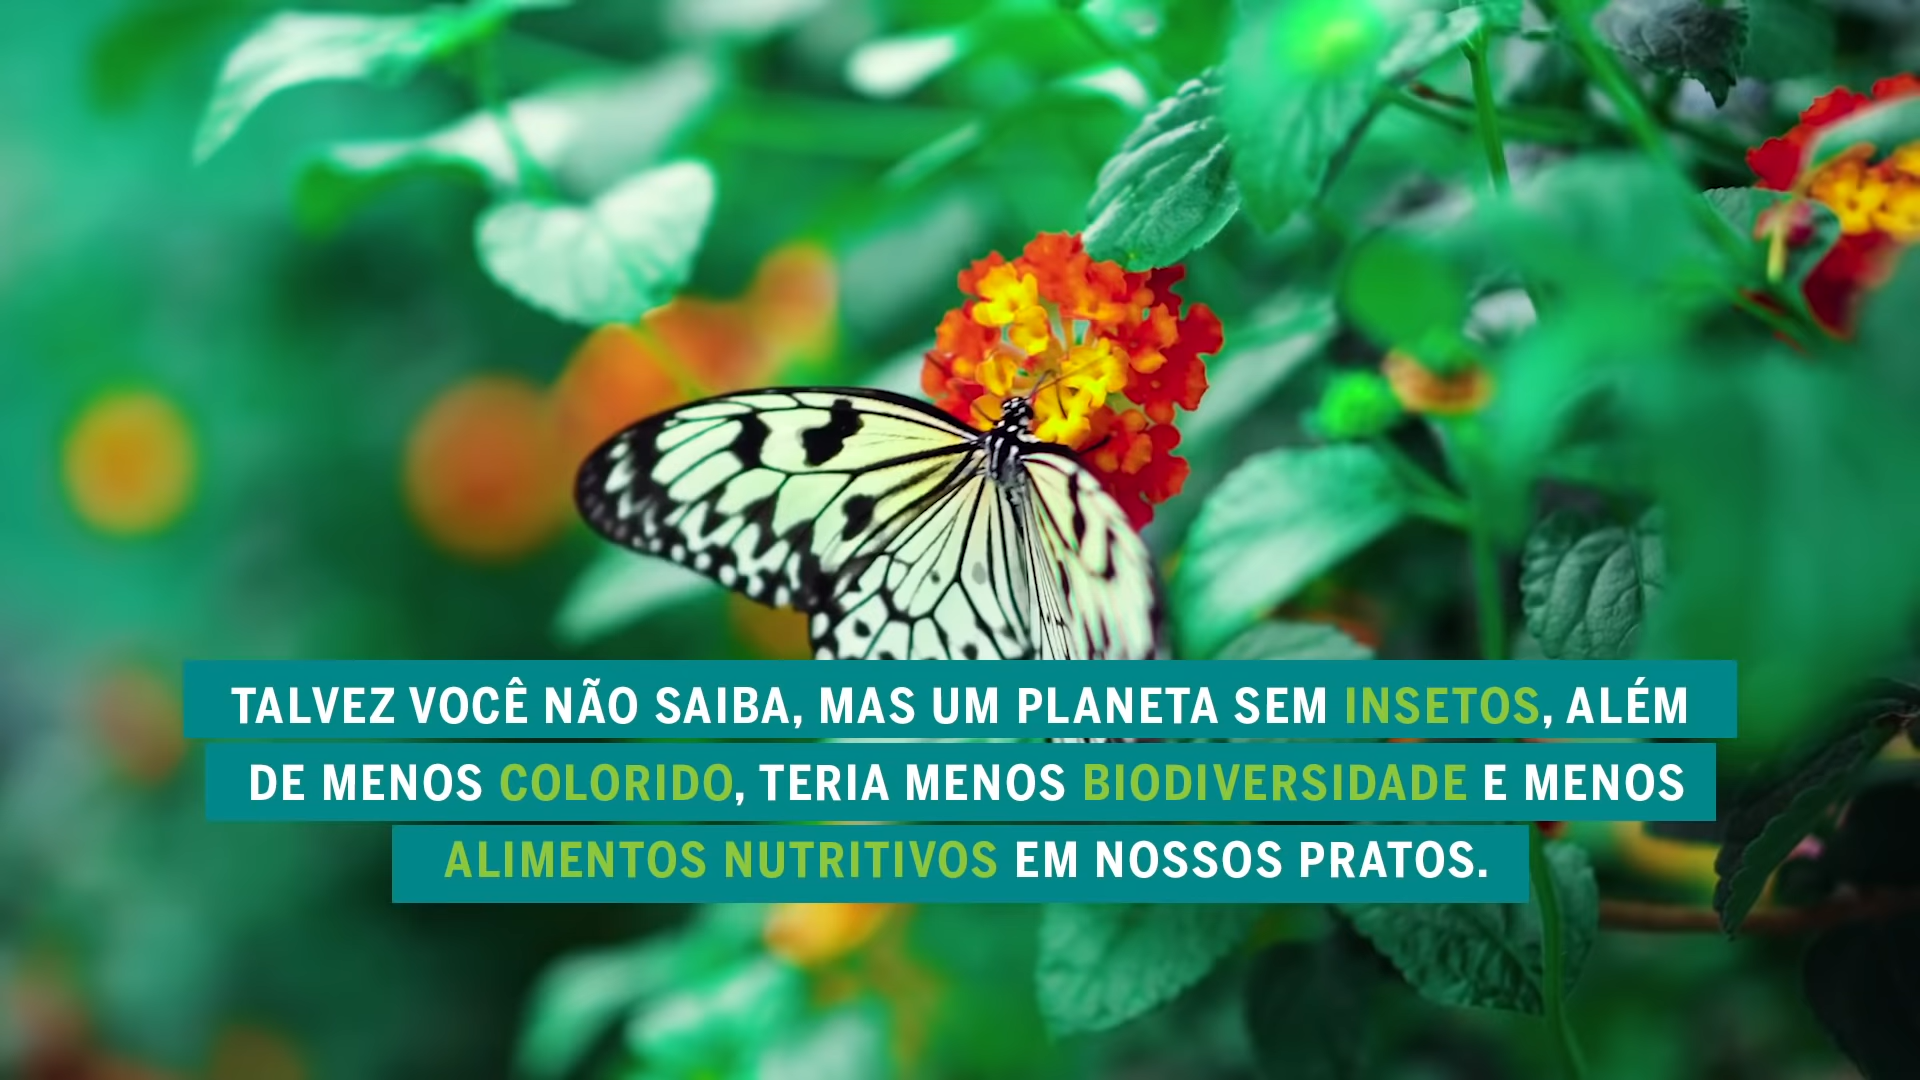 TALVEZ VOCÊ NÃO SAIBA, MAS UM PLANETA SEM INSETOS, ALÉM
DE MENOS COLORIDO, TERIA MENOS BIODIVERSIDADE E MENOS
ALIMENTOS NUTRITIVOS EM NOSSOS PRATOS.